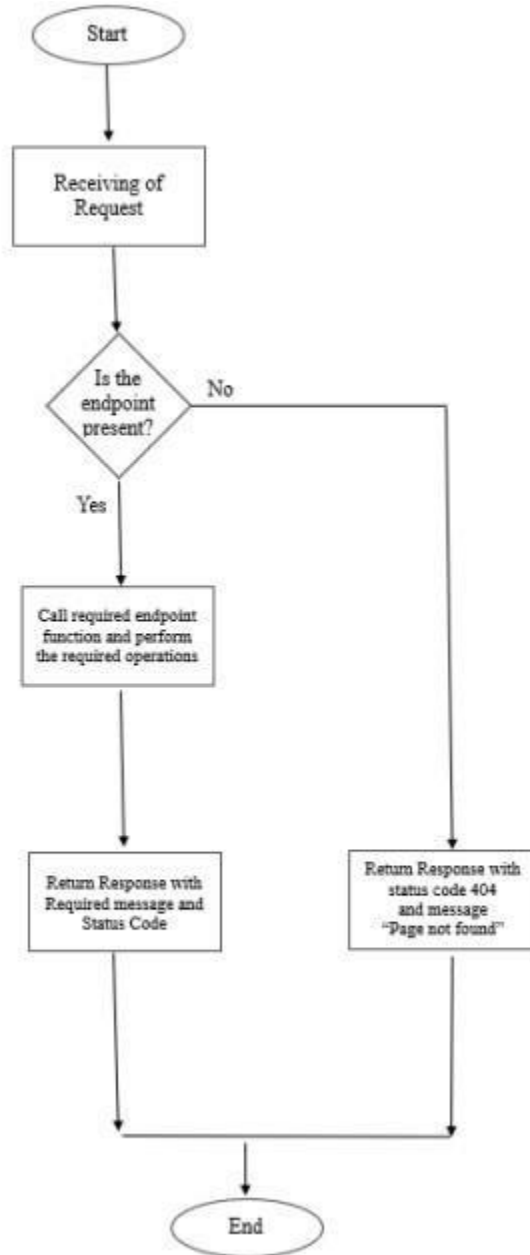 Start
Receiving of
Request
Is the
endpoint
present?
No
Yes
Call required endpoint
function and perform
the required operations
Return Response with
Required message and
Status Code
Return Response with
status code 404
and message
“Page not found”
End